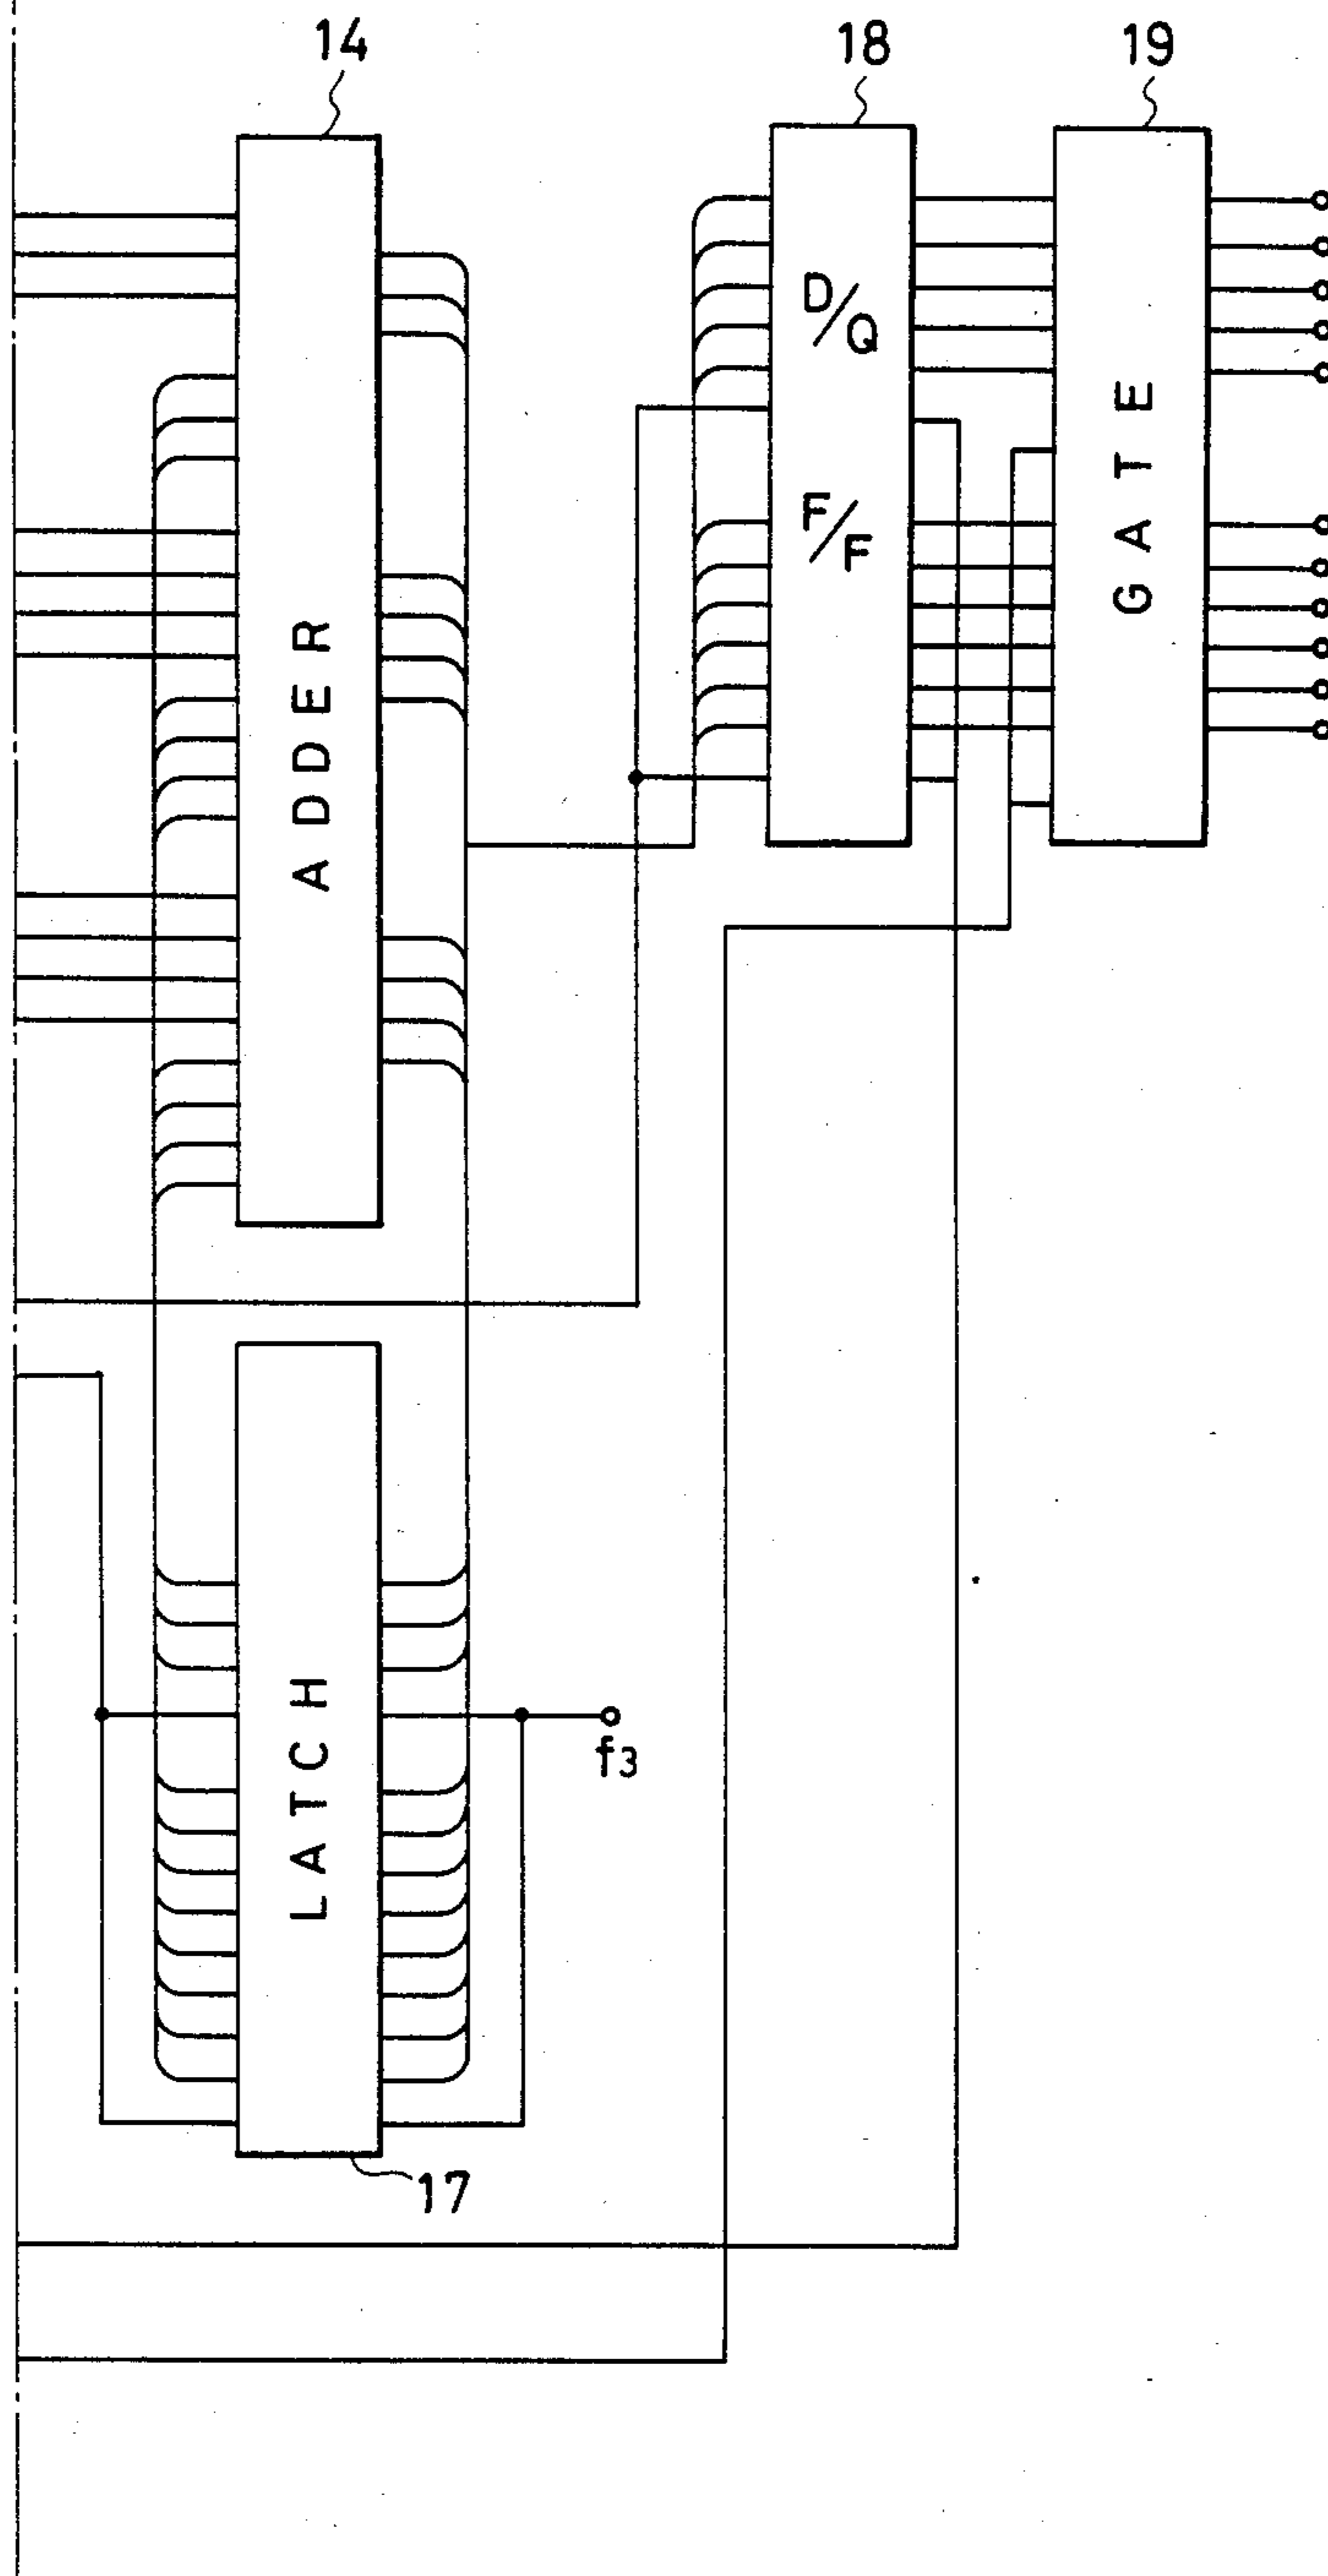 14
18
19
D/Q
F/F
GATE
ADDER
LATCH
f3
17